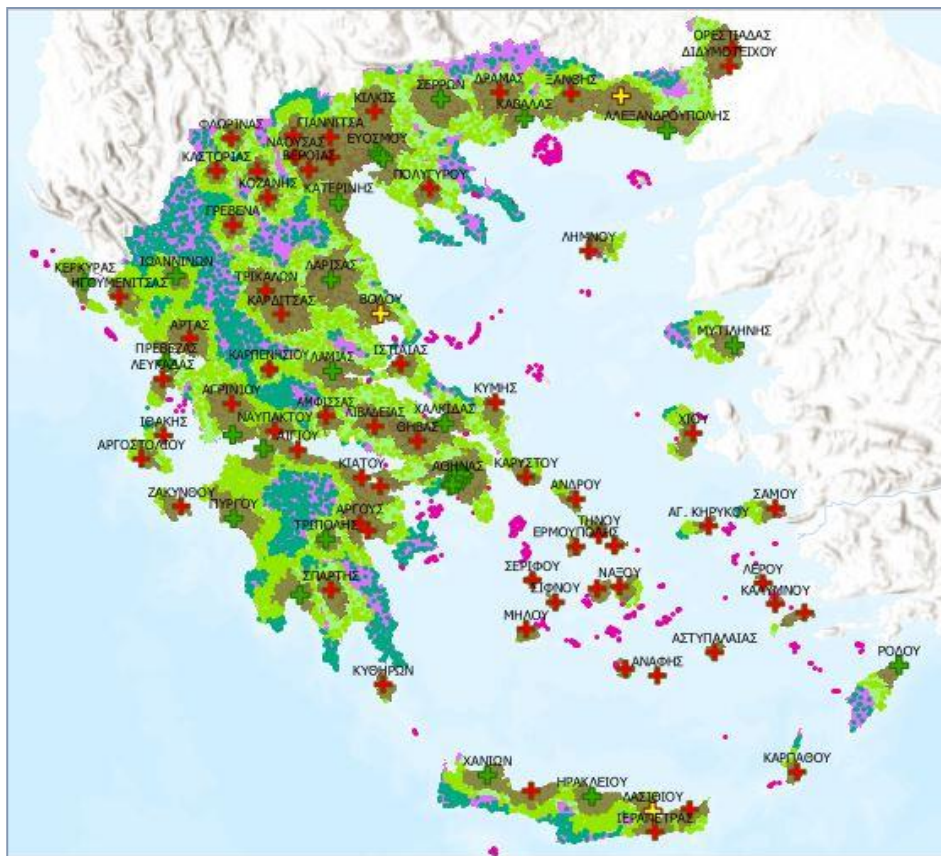 ΟΡΕΣΤΙΑΔΑΣ
ΔΙΔΥΜΟΤΕΙΧΟΥ
ΣΕΡΡΩΝ
ΔΡΑΜΑΣ
ΞΑΝΘΗΣ
ΚΙΛΚΙΣ
ΚΑΒΑΛΑΣ
ΑΛΕΞΑΝΔΡΟΥΠΟΛΗΣ
ΦΛΩΡΙΝΑΣ
ΓΙΑΝΝΙΤΣΑ
ΝΑΟΥΣΑΣ
ΕΥΟΣΜΟΥ
ΚΑΣΤΟΡΙΑΣ
ΒΕΡΟΙΑΣ
ΚΟΖΑΝΗΣ
ΠΟΛΥΓΥΡΟΥ
ΚΑΤΕΡΙΝΗΣ
ΓΡΕΒΕΝΑ
ΛΗΜΝΟΥ
ΚΕΡΚΥΡΑΣ
ΙΩΑΝΝΙΝΩΝ
ΛΑΡΙΣΑΣ
ΗΓΟΥΜΕΝΙΤΣΑΣ
ΤΡΙΚΑΛΩΝ
ΚΑΡΔΙΤΣΑΣ
ΒΟΛΟΥ
ΑΡΤΑΣ
ΜΥΤΙΛΗΝΗΣ
ΠΡΕΒΕΖΑΣ
ΛΕΥΚΑΔΑΣ
ΚΑΡΠΕΝΗΣΙΟΥ
ΛΑΜΙΑΣ
ΙΣΤΙΑΙΑΣ
ΑΓΡΙΝΙΟΥ
ΑΜΦΙΣΣΑΣ
ΚΥΜΗΣ
ΝΑΥΠΑΚΤΟΥ
ΛΙΒΑΔΕΙΑΣ
ΧΑΛΚΙΔΑΣ
ΙΘΑΚΗΣ
ΑΙΓΙΟΥ
ΘΗΒΑΣ
ΧΙΟΥ
ΑΡΓΟΣΤΟΛΙΟΥ
ΚΙΑΤΟΥ
ΑΘΗΝΑΣ
ΚΑΡΥΣΤΟΥ
ΑΝΔΡΟΥ
ΖΑΚΥΝΘΟΥ
ΠΥΡΓΟΥ
ΑΡΓΟΥΣ
ΣΑΜΟΥ
ΑΓ. ΚΗΡΥΚΟΥ
ΤΡΙΠΟΛΗΣ
ΤΗΝΟΥ
ΕΡΜΟΥΠΟΛΗΣ
ΣΕΡΙΦΟΥ
ΝΑΞΟΥ
ΛΕΡΟΥ
ΣΠΑΡΤΗΣ
ΣΙΦΝΟΥ
ΚΑΛΥΜΝΟΥ
ΜΗΛΟΥ
ΑΣΤΥΠΑΛΑΙΑΣ
ΡΟΔΟΥ
ΚΥΘΗΡΩΝ
ΑΝΑΦΗΣ
ΚΑΡΠΑΘΟΥ
ΧΑΝΙΩΝ
ΗΡΑΚΛΕΙΟΥ
ΛΑΣΙΘΙΟΥ
ΙΕΡΑΠΕΤΡΑΣ